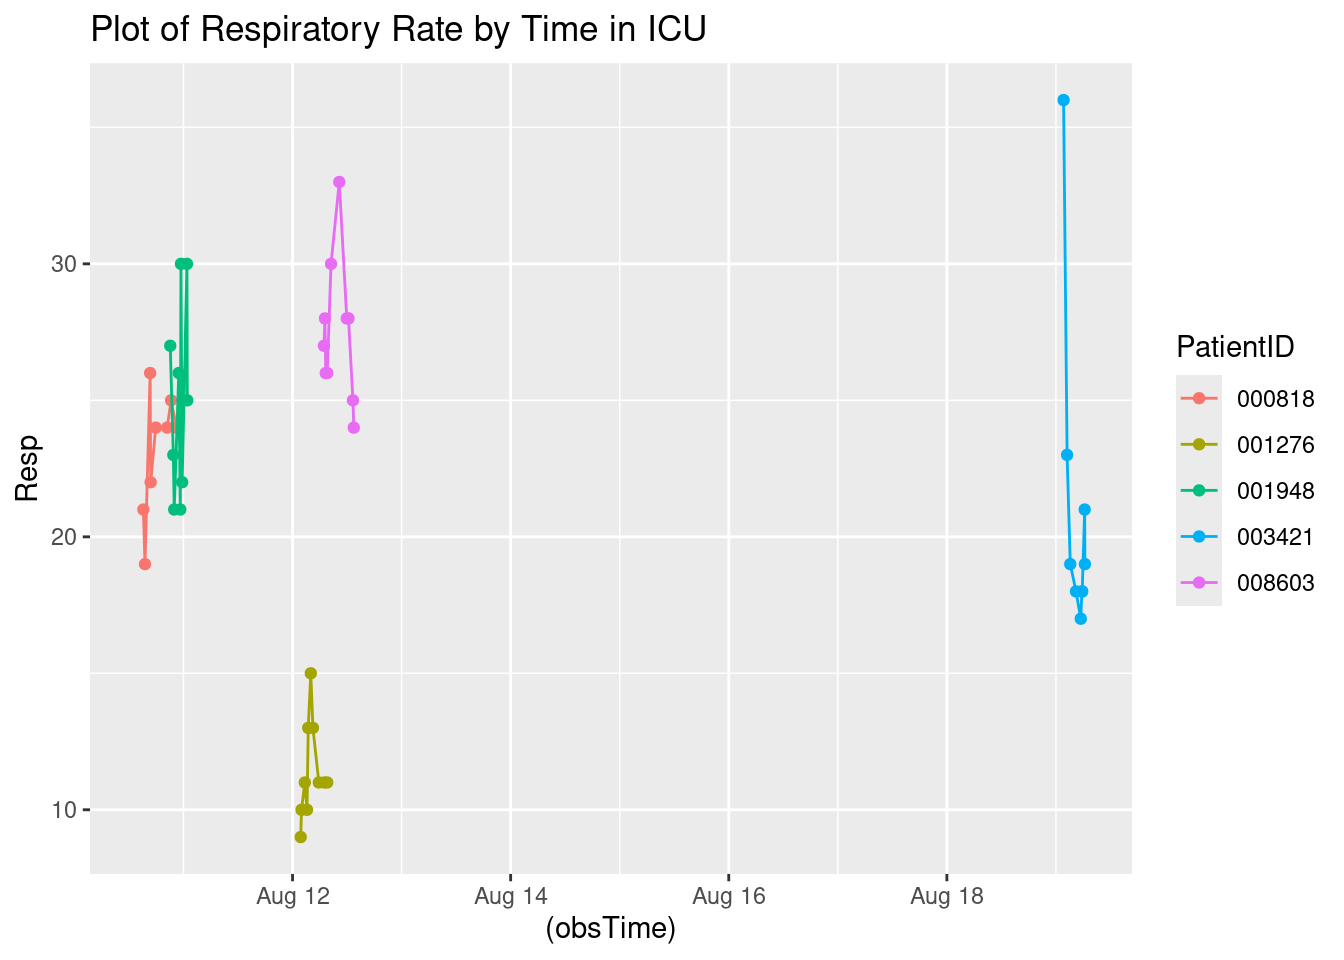 Plot of Respiratory Rate by Time in ICU
30
20
10
Resp
Aug 12
Aug 14
Aug 16
Aug 18
(obsTime)
PatientID
000818
001276
001948
003421
008603